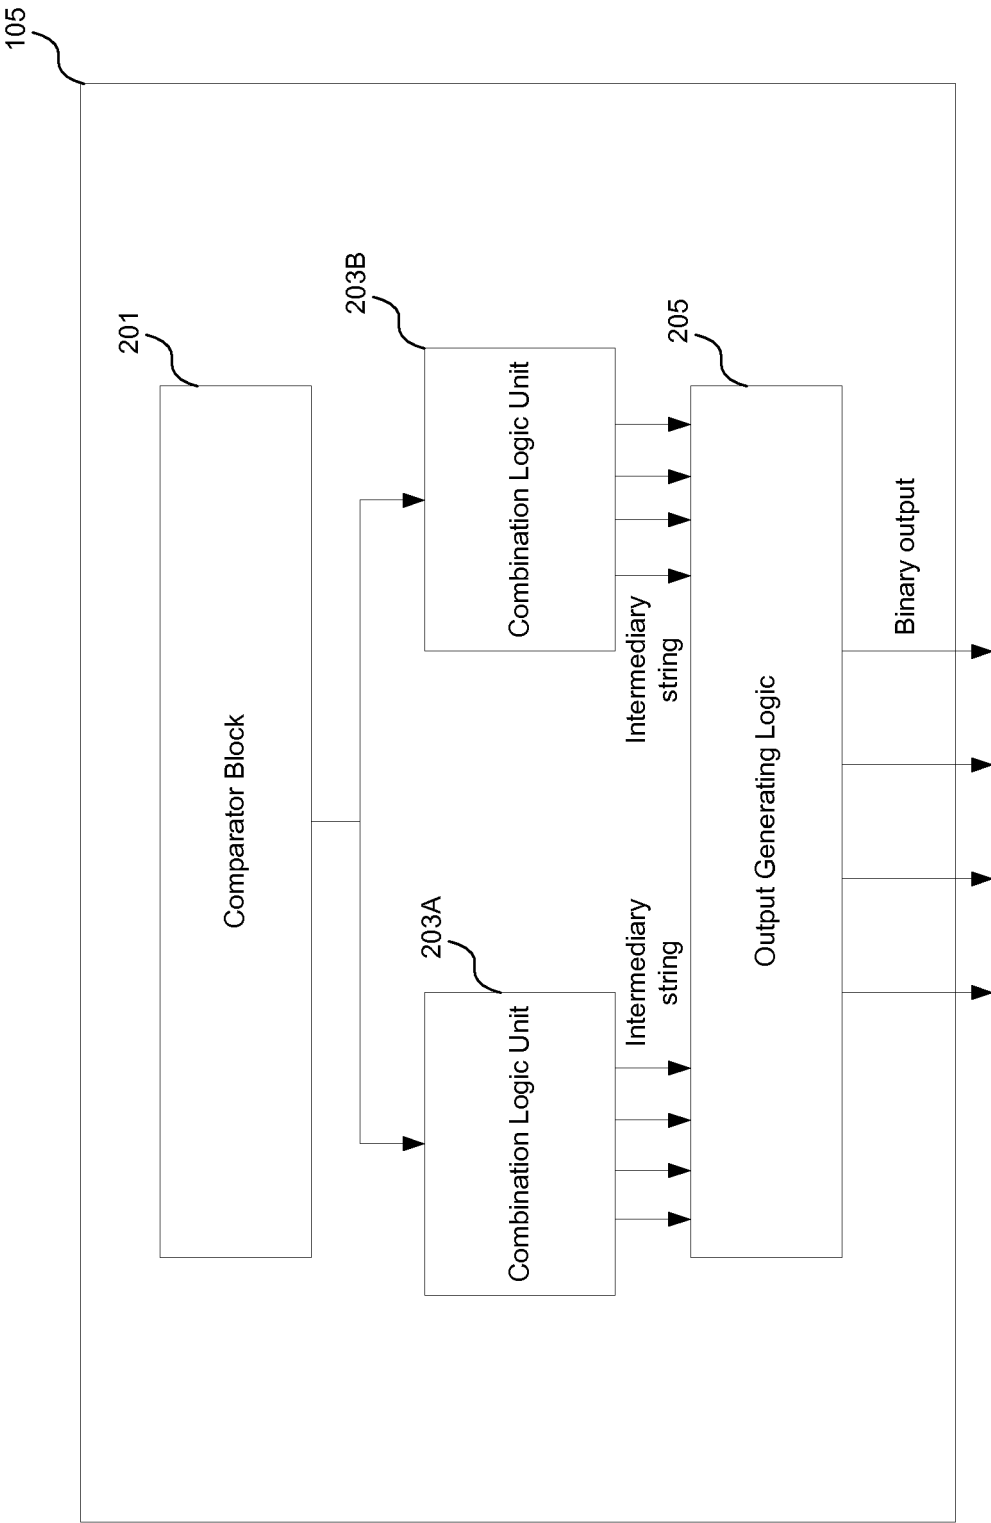 105
201
Comparator Block
203A
203B
Combination Logic Unit
Combination Logic Unit
Intermediary
string
Intermediary
string
205
Output Generating Logic
Binary output